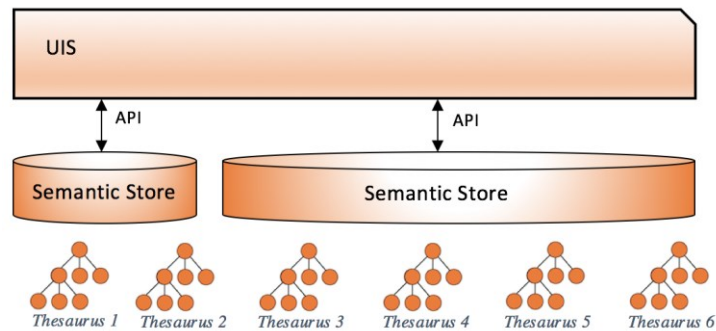 UIS
API
API
Semantic Store
Semantic Store
Thesaurus 1
Thesaurus 2
Thesaurus 3
Thesaurus 4
Thesaurus 5
Thesaurus 6